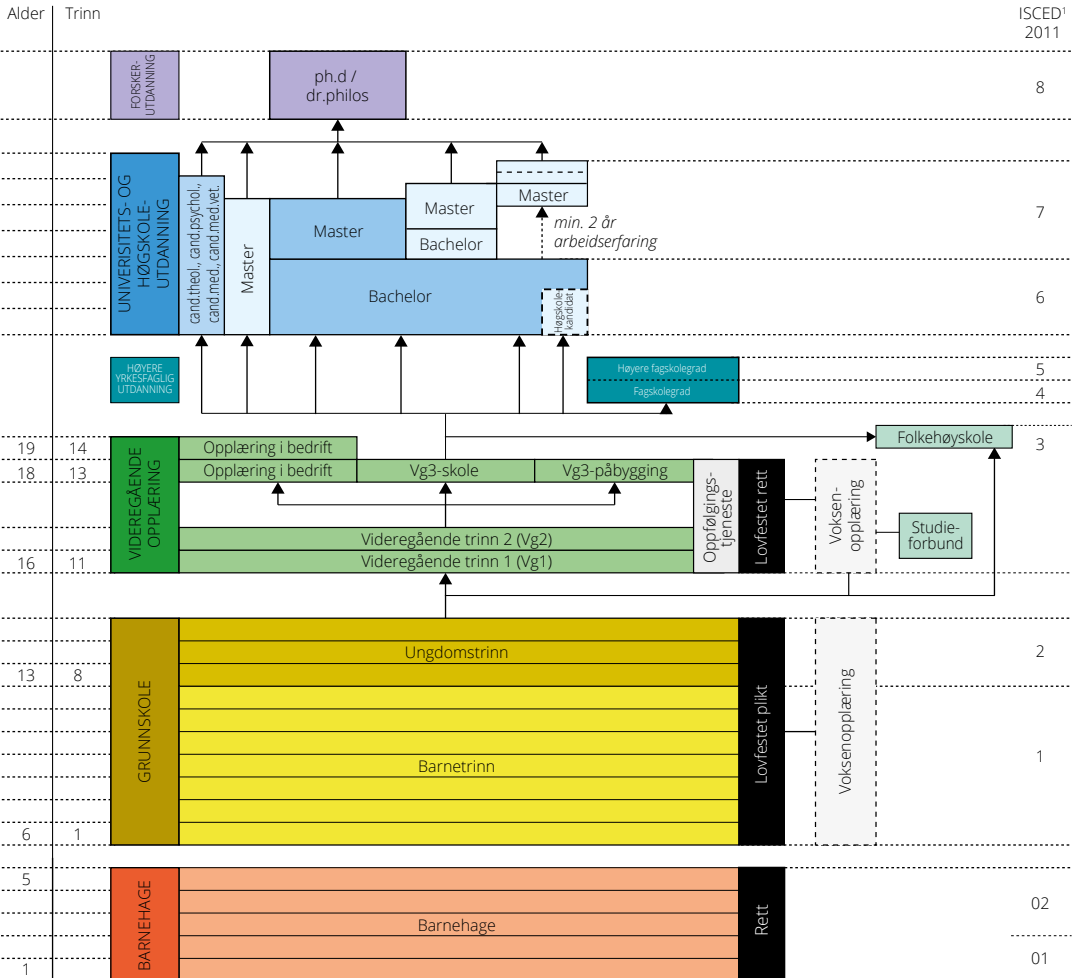 Alder Trinn ISCED¹
2011
FORSKER-
UTDANNING
ph.d /
dr.philos
8
UNIVERISITETS- OG
HØGSKOLE-
UTDANNING
cand.theol., cand.psychol.,
cand.med., cand.med.vet.
Master
Master
Master
Bachelor
Master
min. 2 år
arbeidserfaring
7
Bachelor
Høgskole-
kandidat
6
HØYERE
YRKESFAGLIG
UTDANNING
Høyere fagskolegrad
5
Fagskolegrad
4
Folkehøyskole
3
19 14
VIDEREGÅENDE
OPPLÆRING
Opplæring i bedrift
18 13
Opplæring i bedrift
Vg3-skole
Vg3-påbygging
Oppfølgings-
tjeneste
Lovfestet rett
Voksen-
opplæring
Studie-
forbund
Videregående trinn 2 (Vg2)
16 11
Videregående trinn 1 (Vg1)
GRUNNSKOLE
Ungdomstrinn
2
13 8
Lovfestet plikt
Voksenopplæring
Barnetrinn
1
6 1
5
BARNEHAGE
Barnehage
Rett
02
1
01